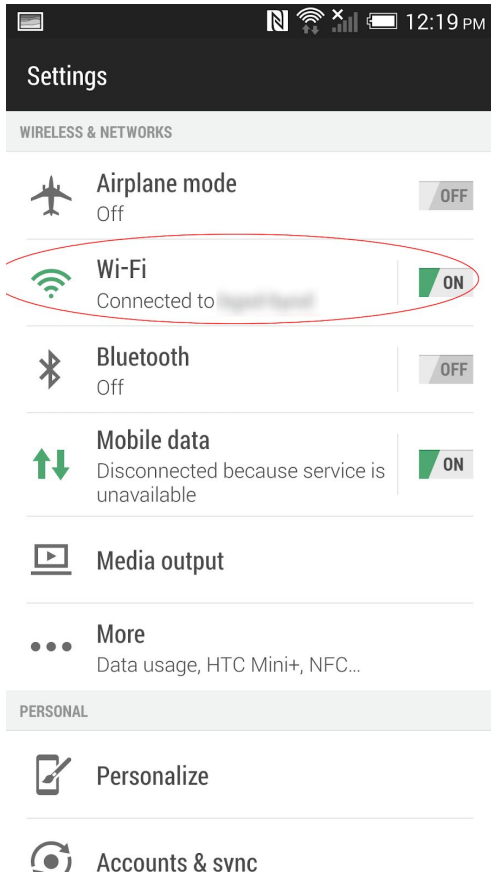 12:19 PM
Settings
WIRELESS & NETWORKS
Airplane mode
Off
OFF
Wi-Fi
Connected to
ON
Bluetooth
Off
OFF
Mobile data
Disconnected because service is
unavailable
ON
Media output
More
Data usage, HTC Mini+, NFC...
PERSONAL
Personalize
Accounts & sync